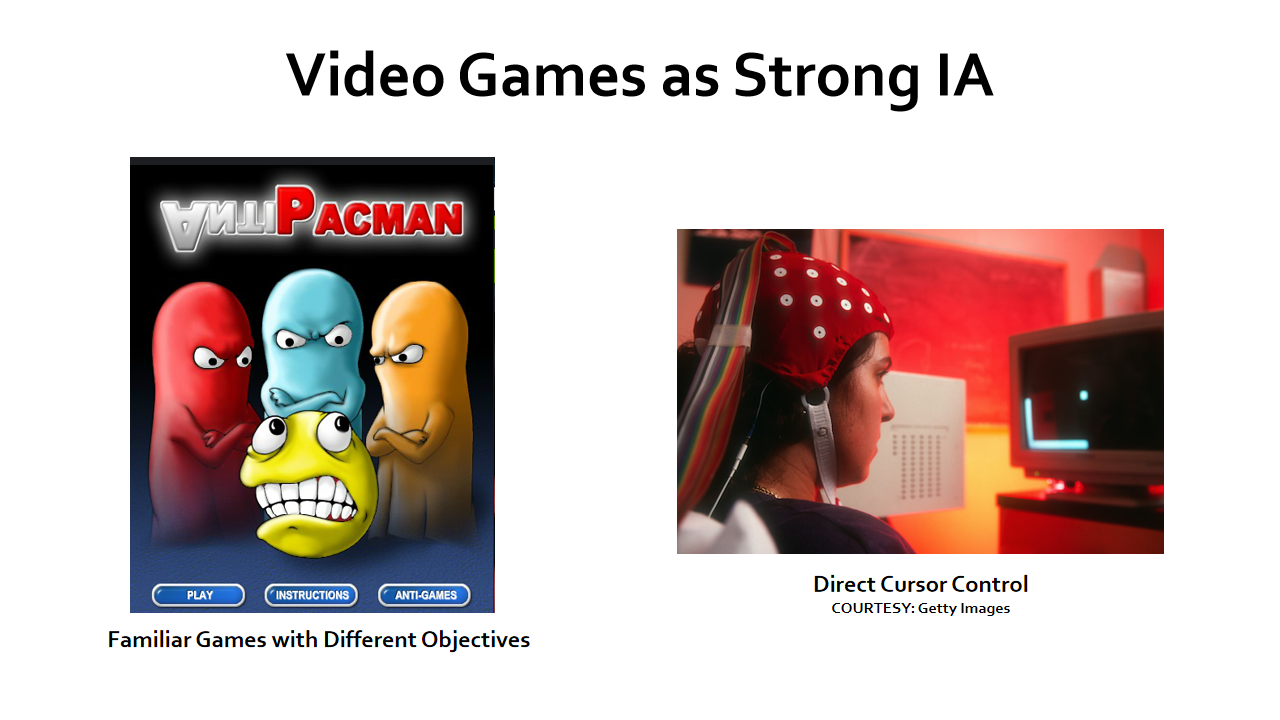 Video Games as Strong IA
AntiPacman
PLAY
INSTRUCTIONS
ANTI-GAMES
Familiar Games with Different Objectives
Direct Cursor Control
COURTESY: Getty Images